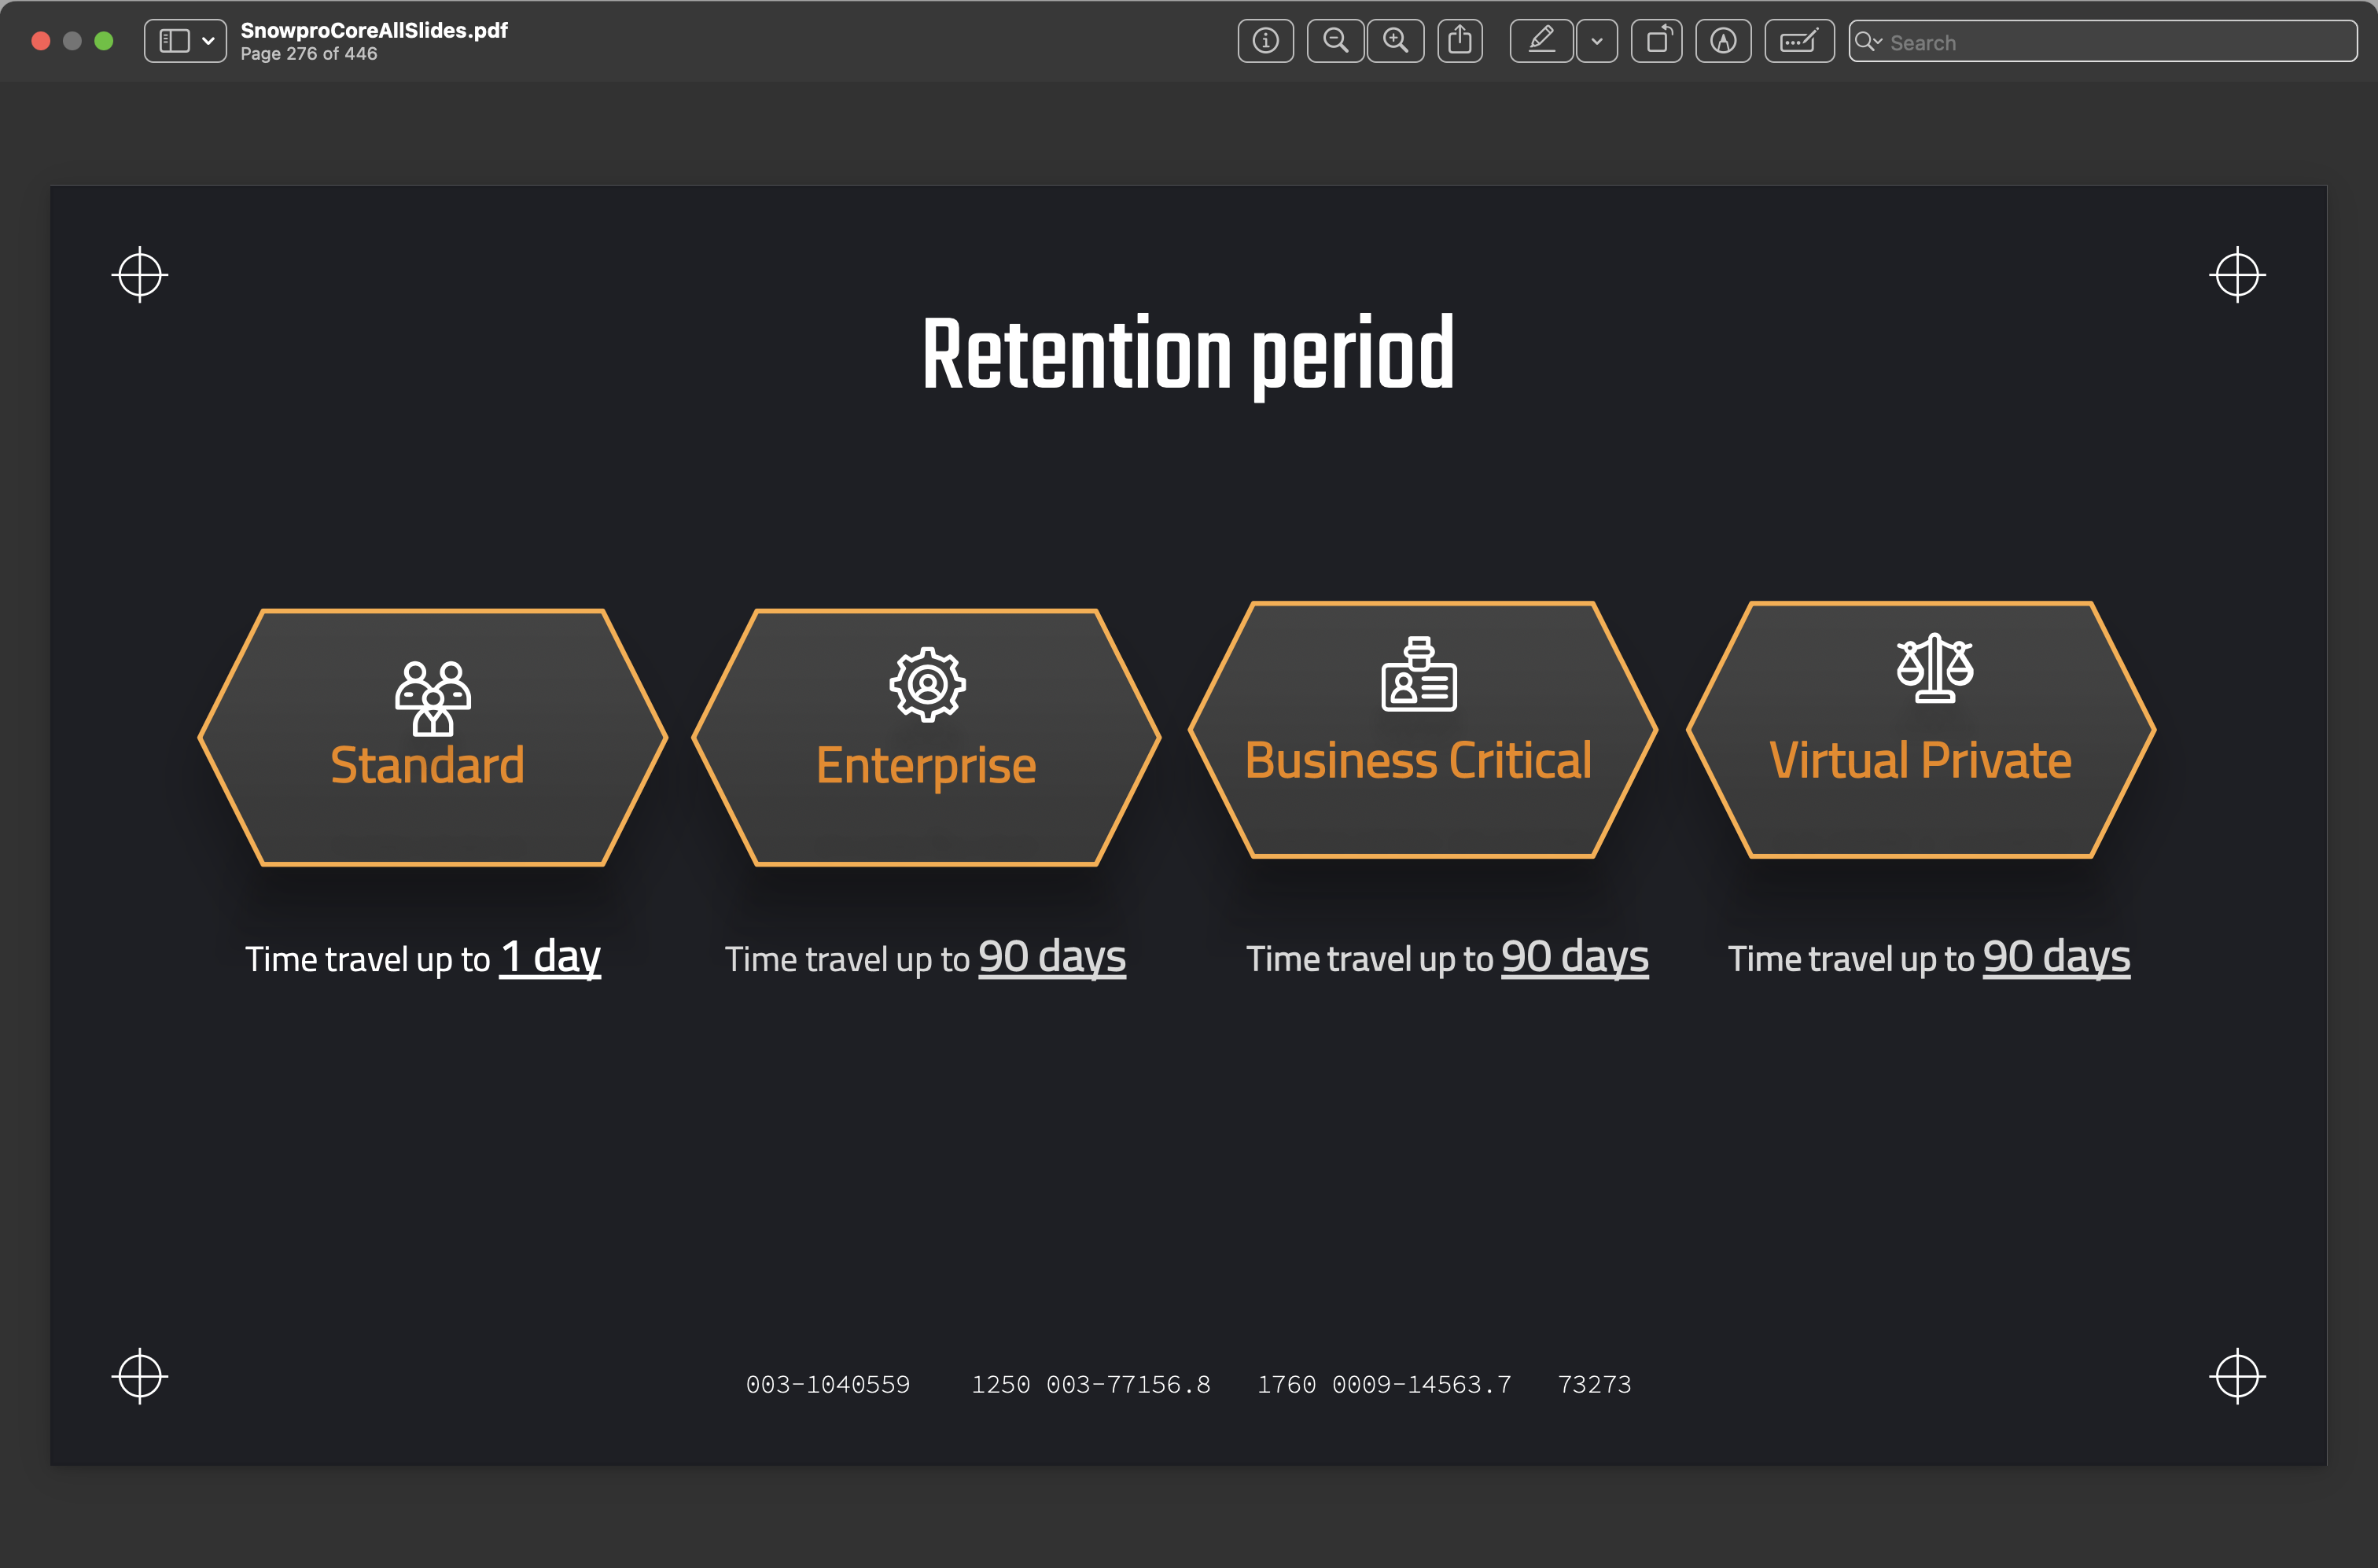 SnowproCoreAllSlides.pdf
Page 276 of 446
Search
Retention period
Standard
Enterprise
Business Critical
Virtual Private
Time travel up to 1 day
Time travel up to 90 days
Time travel up to 90 days
Time travel up to 90 days
003-1040559 1250 003-77156.8 1760 0009-14563.7 73273